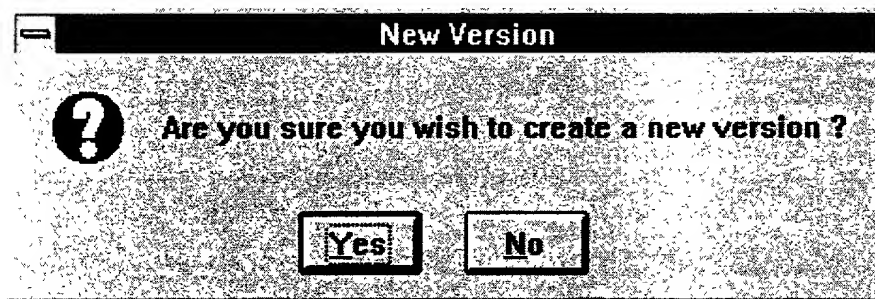 New Version
Are you sure you wish to create a new version ?
Yes
No